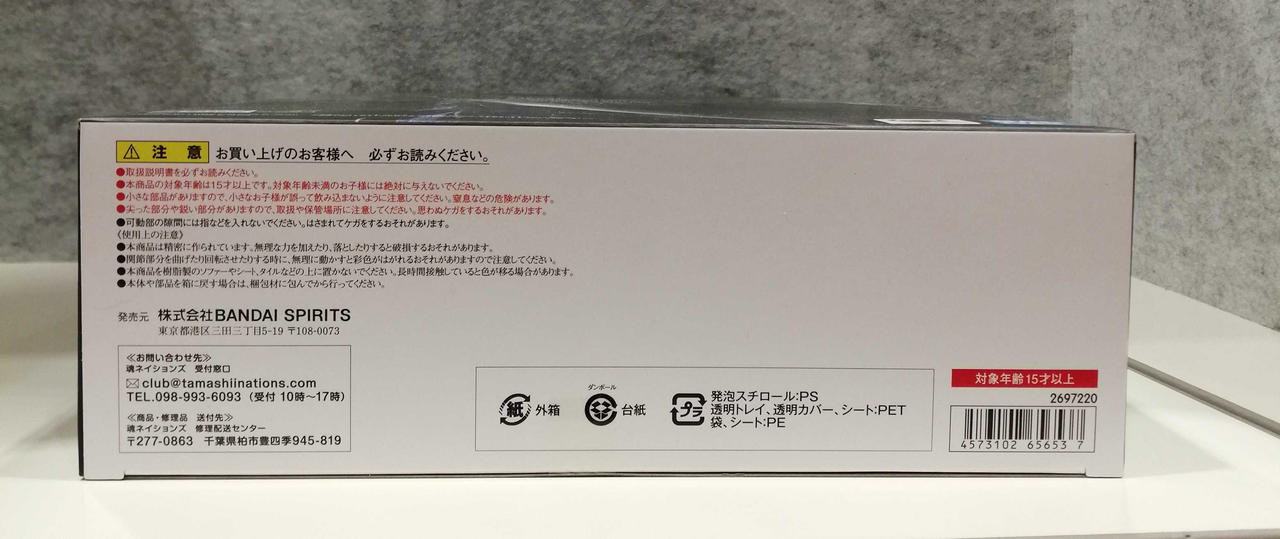 ⚠ 注 意 お買い上げのお客様へ 必ずお読みください。
●取扱説明書を必ずお読みください。
●本商品の対象年齢は15才以上です。対象年齢未満のお子様には絶対に与えないでください。
●小さな部品がありますので、小さなお子様が誤って飲み込まないように注意してください。窒息などの危険があります。
●尖った部分や鋭い部分がありますので、取扱や保管場所に注意してください。思わぬケガをするおそれがあります。
●可動部の隙間には指などを入れないでください。はさまれてケガをするおそれがあります。
〈使用上の注意〉
●本商品は精密に作られています。無理な力を加えたり、落としたりすると破損するおそれがあります。
●関節部分を曲げたり回転させたりする時に、無理に動かすと彩色がはがれるおそれがありますので注意してください。
●本商品を樹脂製のソファーやシート、タイルなどの上に置かないでください。長時間接触していると色が移る場合があります。
●本体や部品を箱に戻す場合は、梱包材に包んでから行ってください。
発売元 株式会社BANDAI SPIRITS
東京都港区三田三丁目5-19 〒108-0073
≪お問い合わせ先≫
魂ネイションズ 受付窓口
✉club@tamashiinations.com
TEL.098-993-6093 (受付 10時〜17時)
≪商品・修理品 送付先≫
魂ネイションズ 修理配送センター
〒277-0863 千葉県柏市豊四季945-819
紙 外箱
ダンボール
台紙
プラ
発泡スチロール:PS
透明トレイ、透明カバー、シート:PET
袋、シート:PE
対象年齢15才以上
2697220
4573102 65653 7